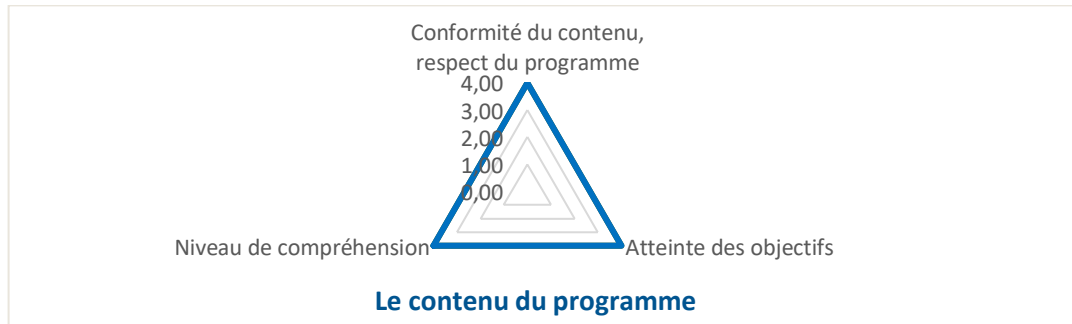 Conformité du contenu,
respect du programme
4,00
3,00
2,00
1,00
0,00
Niveau de compréhension
Atteinte des objectifs
Le contenu du programme